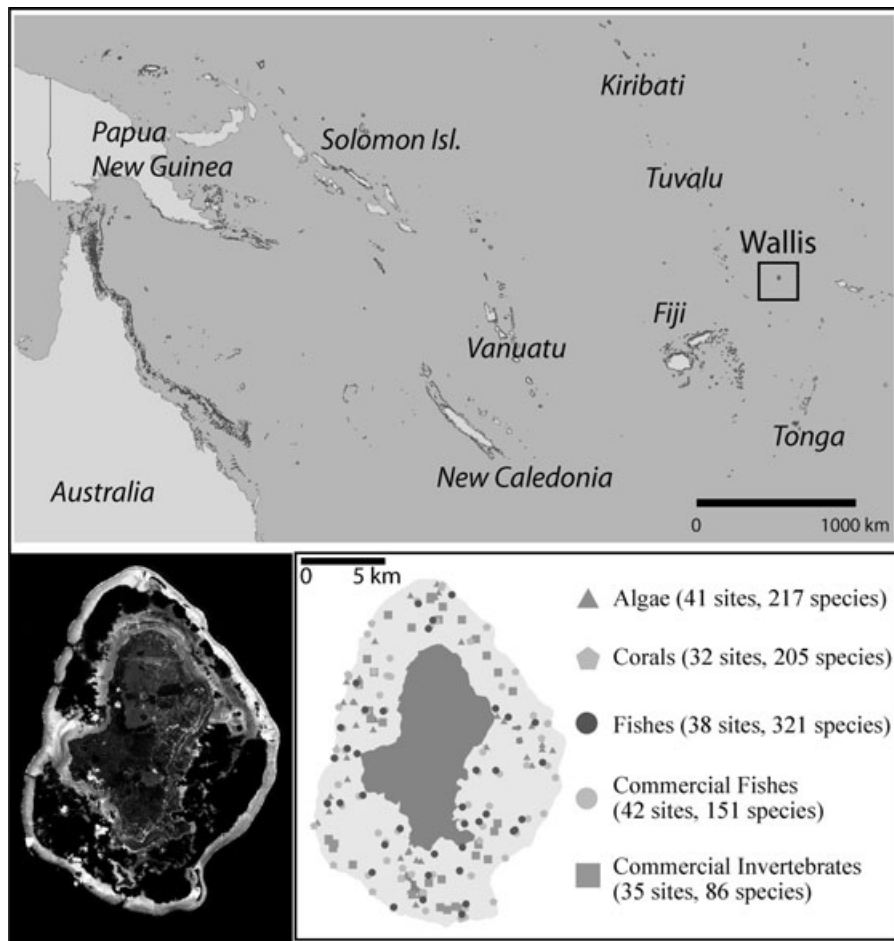 Kiribati
Papua
New Guinea
Solomon Isl.
Tuvalu
Wallis
Fiji
Vanuatu
Tonga
New Caledonia
Australia
0 1000 km
0 5 km
Algae (41 sites, 217 species)
Corals (32 sites, 205 species)
Fishes (38 sites, 321 species)
Commercial Fishes
(42 sites, 151 species)
Commercial Invertebrates
(35 sites, 86 species)